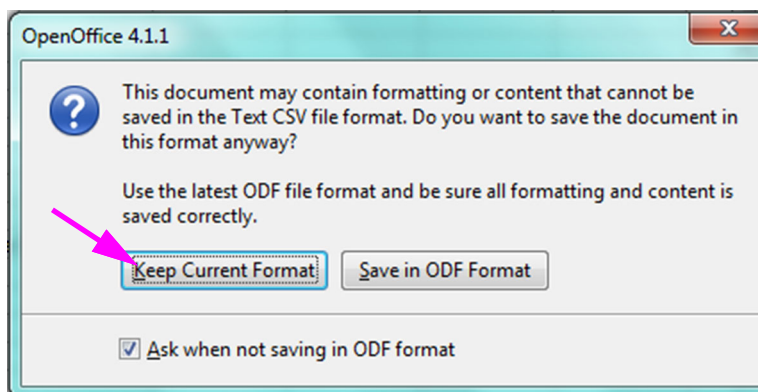 OpenOffice 4.1.1
This document may contain formatting or content that cannot be
saved in the Text CSV file format. Do you want to save the document in
this format anyway?
Use the latest ODF file format and be sure all formatting and content is
saved correctly.
Keep Current Format Save in ODF Format
Ask when not saving in ODF format